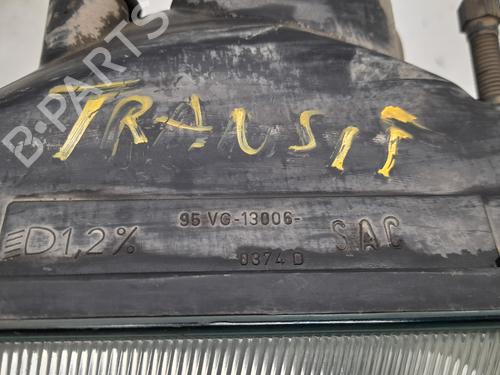 B-PARTS
TRANSIT
D1,2% 95 VG-13006- SAC
0374 D